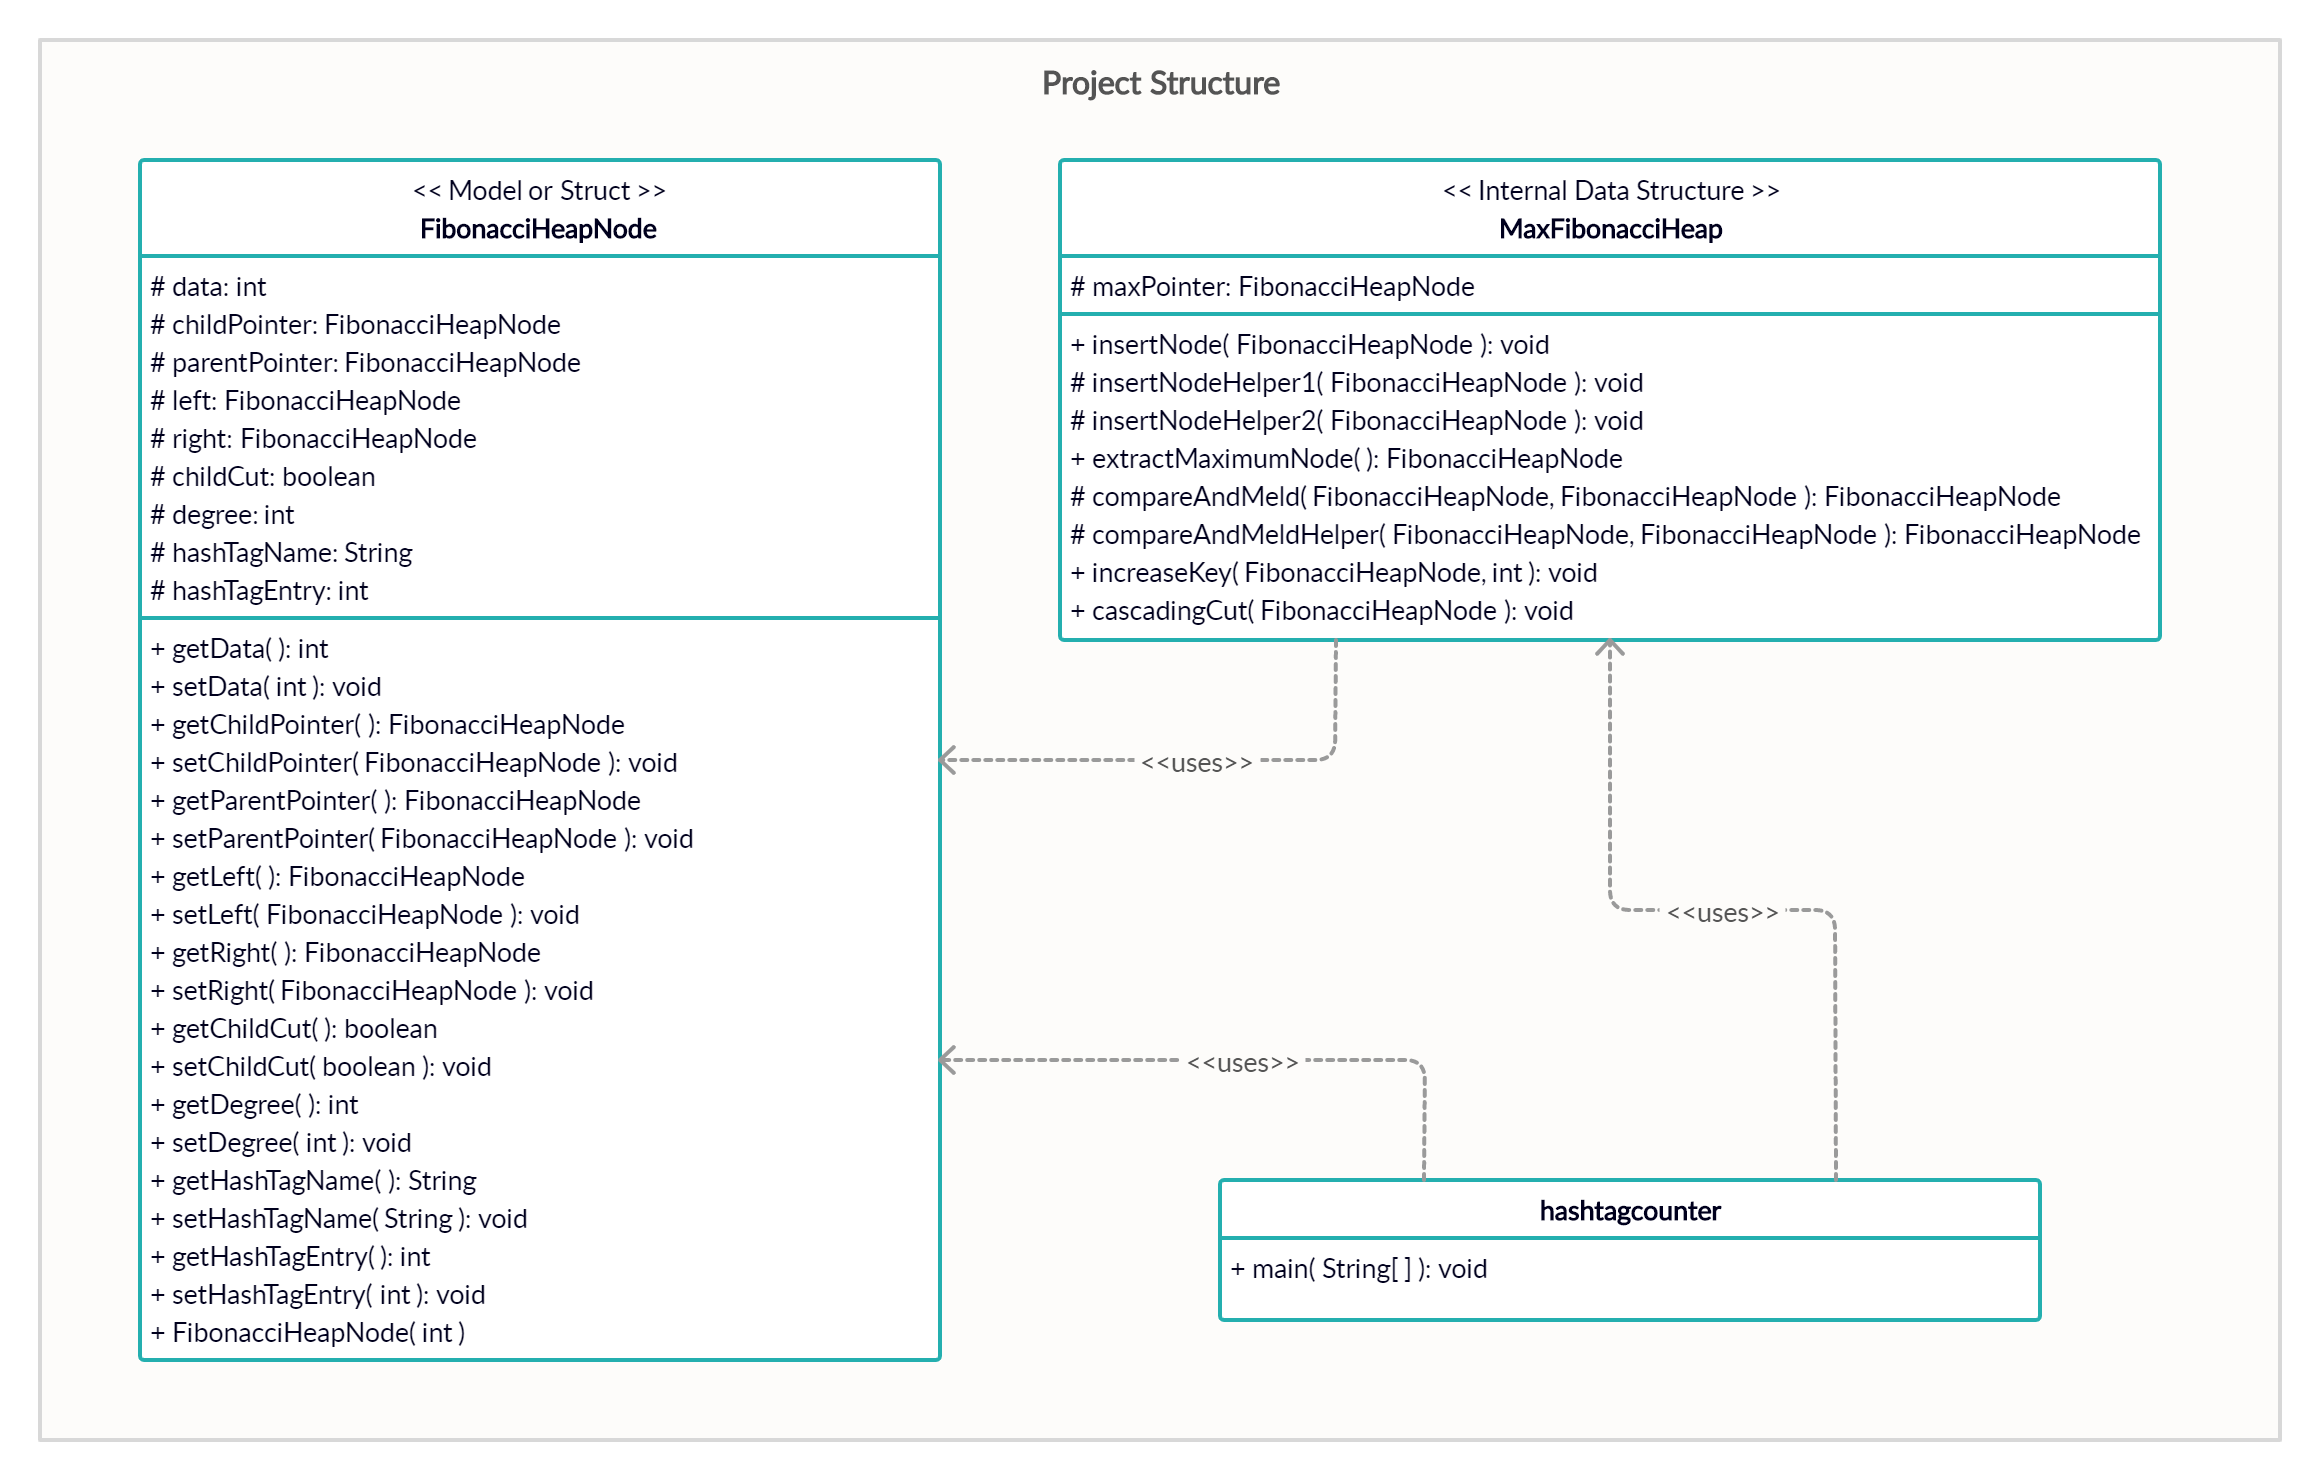 Project Structure
<< Model or Struct >>
FibonacciHeapNode
# data: int
# childPointer: FibonacciHeapNode
# parentPointer: FibonacciHeapNode
# left: FibonacciHeapNode
# right: FibonacciHeapNode
# childCut: boolean
# degree: int
# hashTagName: String
# hashTagEntry: int
+ getData( ): int
+ setData( int ): void
+ getChildPointer( ): FibonacciHeapNode
+ setChildPointer( FibonacciHeapNode ): void
+ getParentPointer( ): FibonacciHeapNode
+ setParentPointer( FibonacciHeapNode ): void
+ getLeft( ): FibonacciHeapNode
+ setLeft( FibonacciHeapNode ): void
+ getRight( ): FibonacciHeapNode
+ setRight( FibonacciHeapNode ): void
+ getChildCut( ): boolean
+ setChildCut( boolean ): void
+ getDegree( ): int
+ setDegree( int ): void
+ getHashTagName( ): String
+ setHashTagName( String ): void
+ getHashTagEntry( ): int
+ setHashTagEntry( int ): void
+ FibonacciHeapNode( int )
<< Internal Data Structure >>
MaxFibonacciHeap
# maxPointer: FibonacciHeapNode
+ insertNode( FibonacciHeapNode ): void
# insertNodeHelper1( FibonacciHeapNode ): void
# insertNodeHelper2( FibonacciHeapNode ): void
+ extractMaximumNode( ): FibonacciHeapNode
# compareAndMeld( FibonacciHeapNode, FibonacciHeapNode ): FibonacciHeapNode
# compareAndMeldHelper( FibonacciHeapNode, FibonacciHeapNode ): FibonacciHeapNode
+ increaseKey( FibonacciHeapNode, int ): void
+ cascadingCut( FibonacciHeapNode ): void
<<uses>>
<<uses>>
<<uses>>
hashtagcounter
+ main( String[ ] ): void